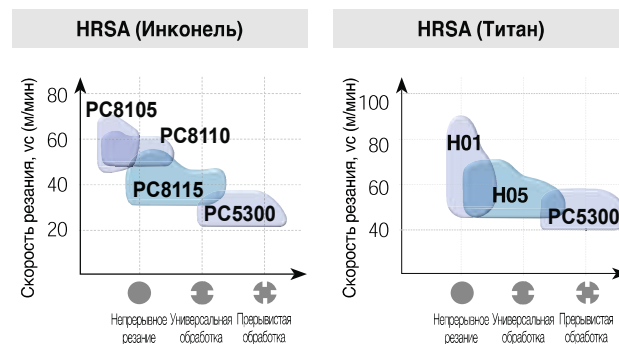 HRSA (Инконель)
Скорость резания, vc (м/мин)
80
60
40
20
PC8105
PC8110
PC8115
PC5300
Непрерывное Универсальная Прерывистая
резание обработка обработка
HRSA (Титан)
Скорость резания, vc (м/мин)
100
80
60
40
H01
H05
PC5300
Непрерывное Универсальная Прерывистая
резание обработка обработка